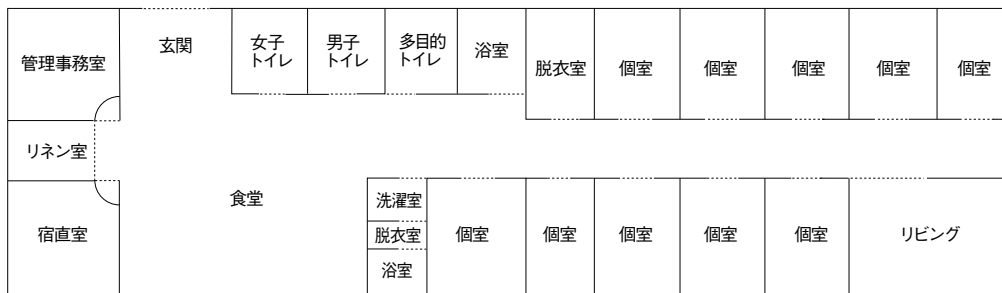 管理事務室
玄関
女子
トイレ
男子
トイレ
多目的
トイレ
浴室
脱衣室
個室
個室
個室
個室
個室
リネン室
食堂
宿直室
洗濯室
脱衣室
浴室
個室
個室
個室
個室
個室
リビング